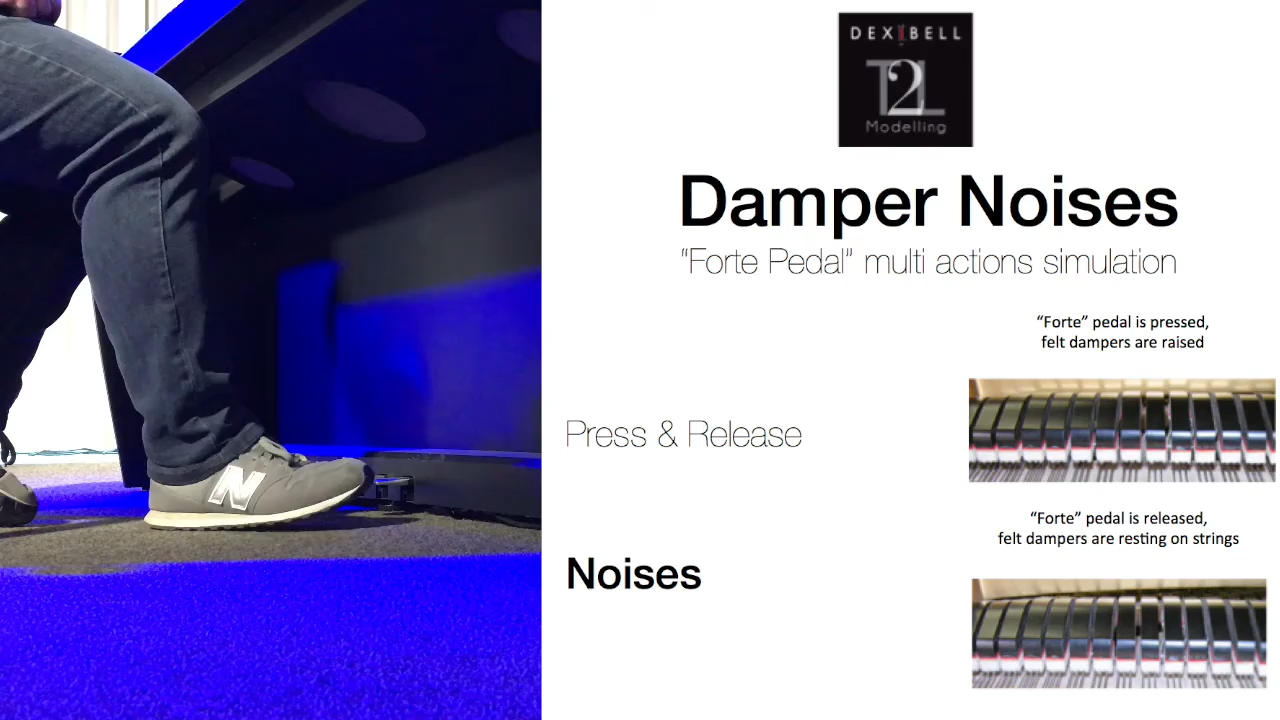 DEXIBELL
T2L
Modelling
Damper Noises
“Forte Pedal” multi actions simulation
“Forte” pedal is pressed,
felt dampers are raised
Press & Release
N
“Forte” pedal is released,
felt dampers are resting on strings
Noises